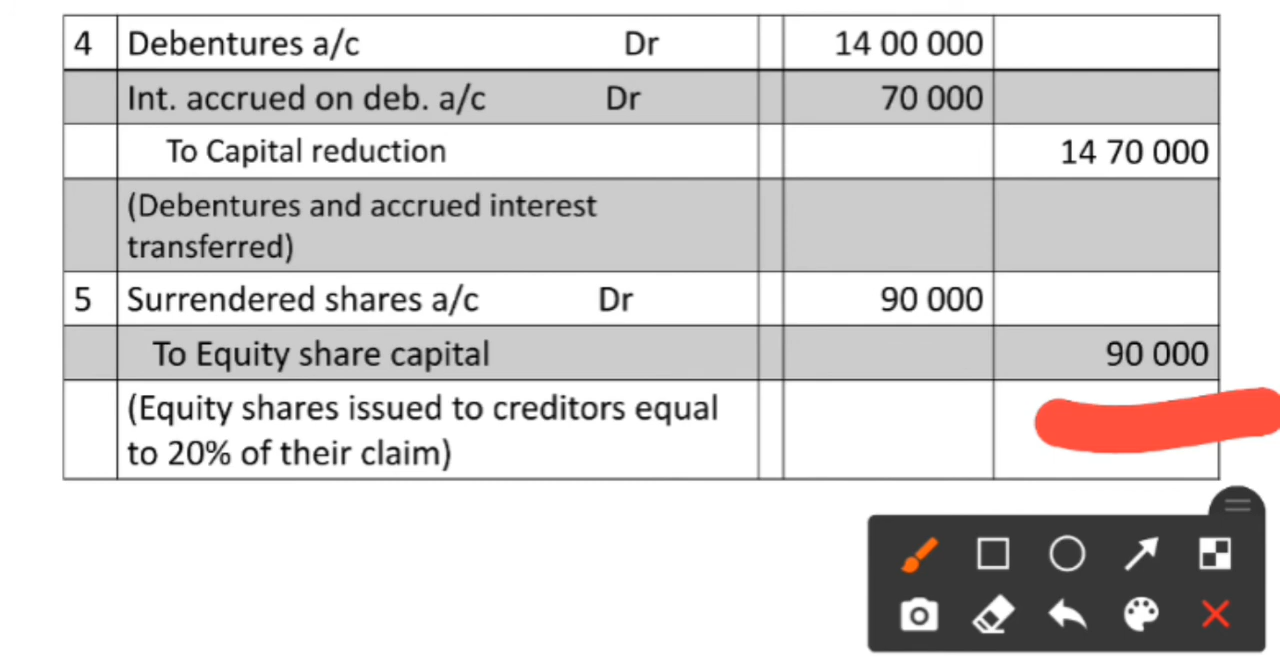 4 Debentures a/c Dr 14 00 000
Int. accrued on deb. a/c Dr 70 000
To Capital reduction 14 70 000
(Debentures and accrued interest
transferred)
5 Surrendered shares a/c Dr 90 000
To Equity share capital 90 000
(Equity shares issued to creditors equal
to 20% of their claim)